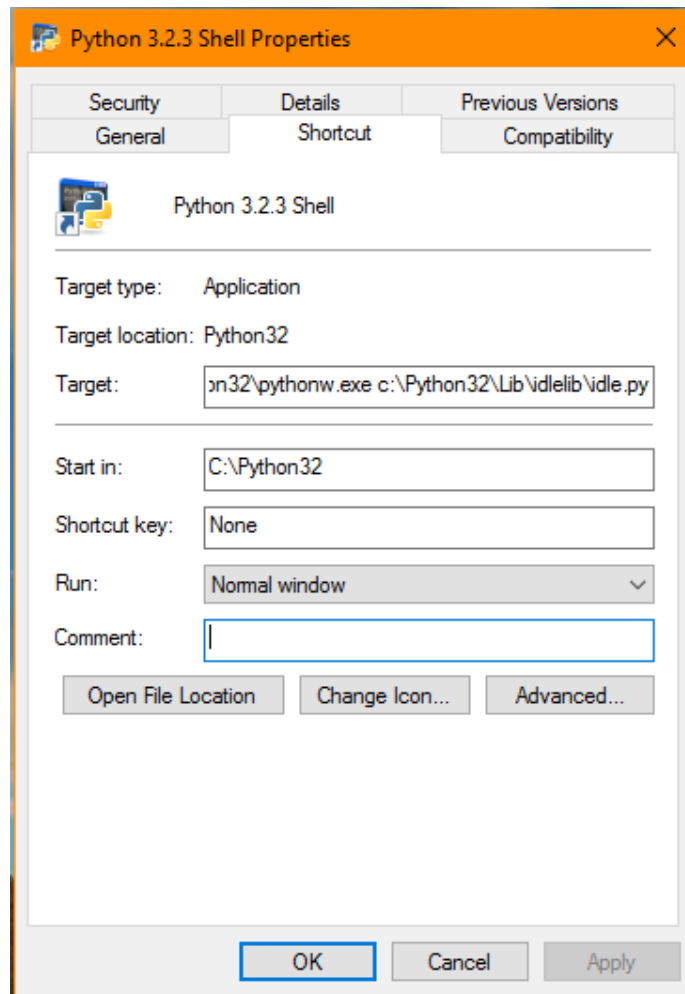 Python 3.2.3 Shell Properties
Security Details Previous Versions
General Shortcut Compatibility
Python 3.2.3 Shell
Target type: Application
Target location: Python32
Target: on32\pythonw.exe c:\Python32\Lib\idlelib\idle.py
Start in: C:\Python32
Shortcut key: None
Run: Normal window
Comment:
Open File Location Change Icon... Advanced...
OK Cancel Apply